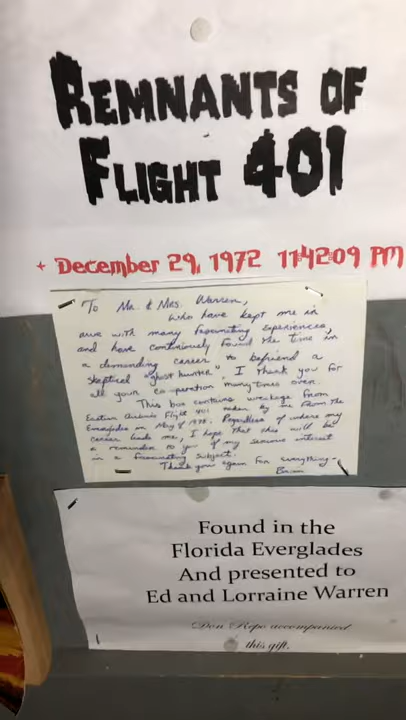 REMNANTS OF
FLIGHT 401
* December 29, 1972 11:42:09 PM
To Mr. & Mrs. Warren,
Who have kept me in
awe with many fascinating experiences,
and have continuously found the time in
a demanding career to befriend a
skeptical "ghost hunter". I thank you for
all your co-operation many times over.
This box contains wreckage from
Eastern Airlines Flight 401 taken by me from the
Everglades in May of 1978. Regardless of where my
career leads me, I hope that this will be
a reminder to you of my serious interest
in a fascinating subject.
Thank you again for everything-
Brian
Found in the
Florida Everglades
And presented to
Ed and Lorraine Warren
Don Repo accompanied
this gift.